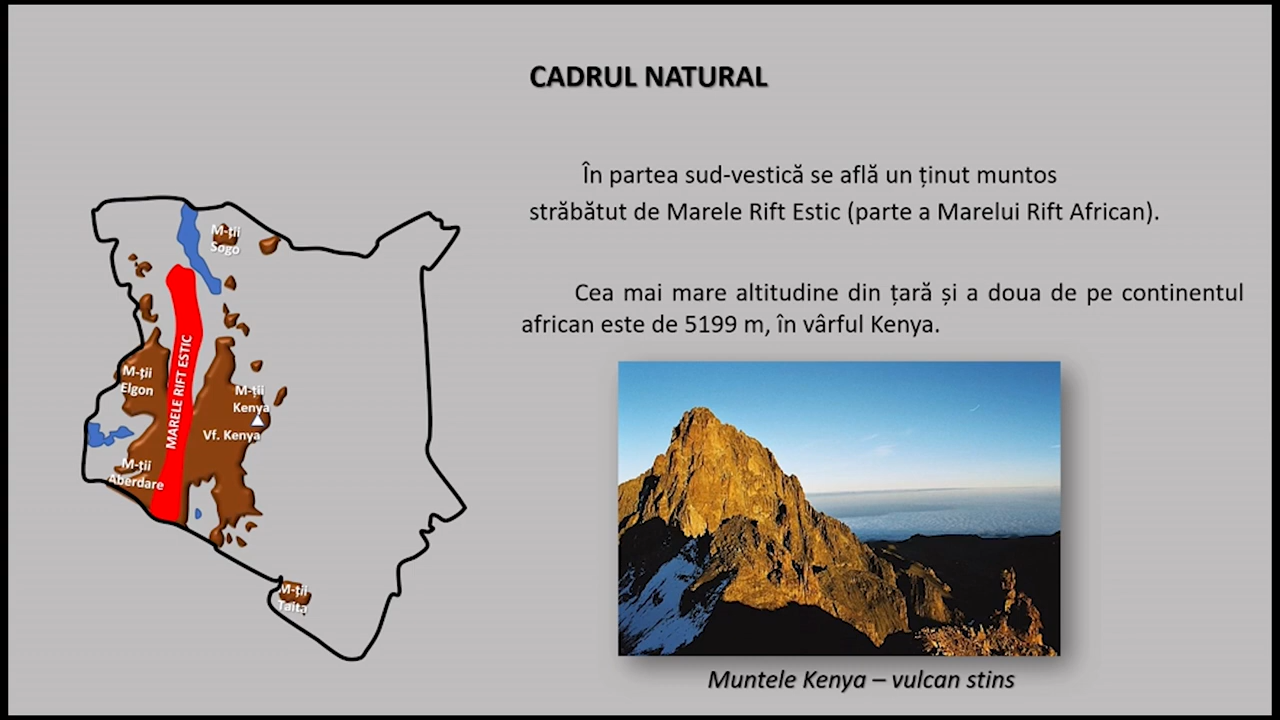 CADRUL NATURAL
În partea sud-vestică se află un ținut muntos
străbătut de Marele Rift Estic (parte a Marelui Rift African).
Cea mai mare altitudine din țară și a doua de pe continentul
african este de 5199 m, în vârful Kenya.
M-ții
Sogo
MARELE RIFT ESTIC
M-ții
Elgon
M-ții
Kenya
Vf. Kenya
M-ții
Aberdare
M-ții
Taita
Muntele Kenya – vulcan stins